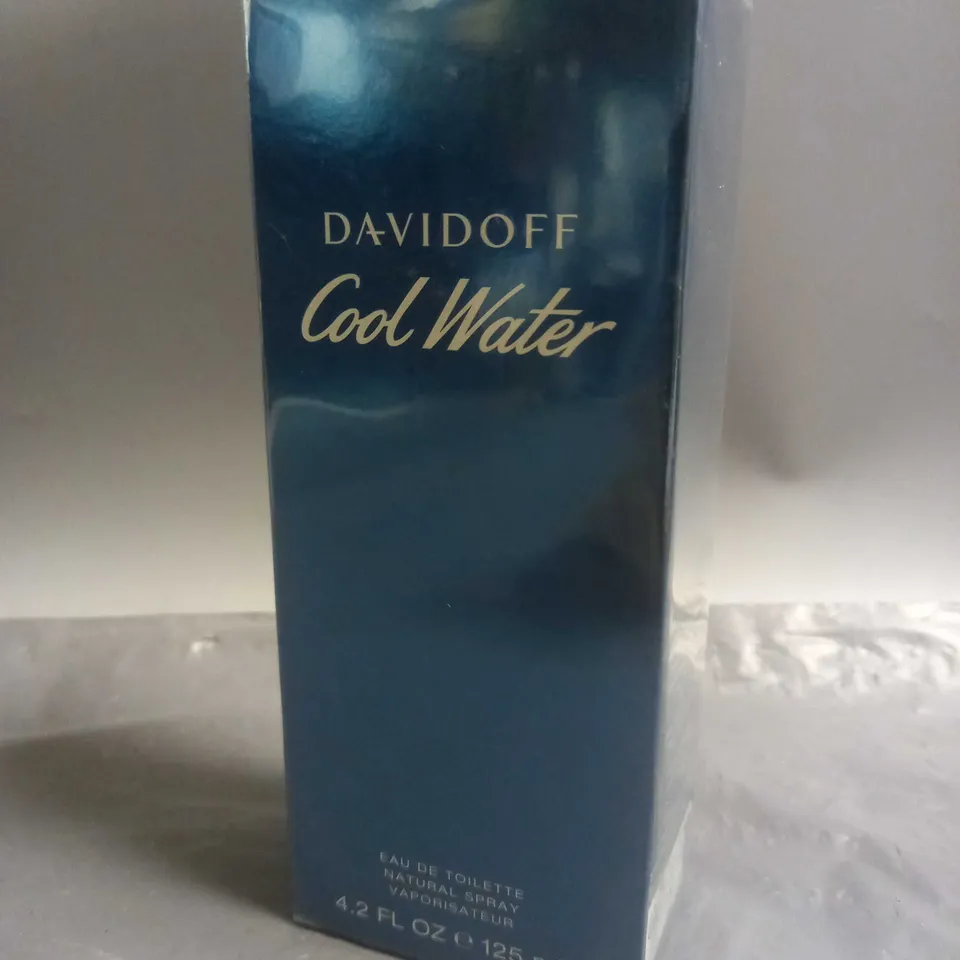 DAVIDOFF
Cool Water
EAU DE TOILETTE
NATURAL SPRAY
VAPORISATEUR
4.2 FL OZ ℮ 125